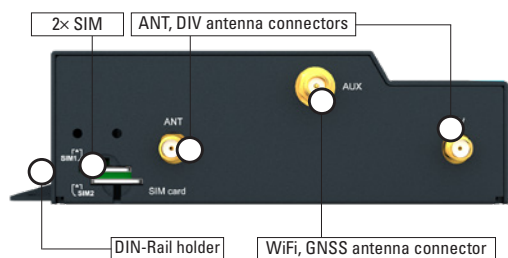 2× SIM
ANT, DIV antenna connectors
AUX
ANT
SIM1
SIM2
SIM card
DIN-Rail holder
WiFi, GNSS antenna connector